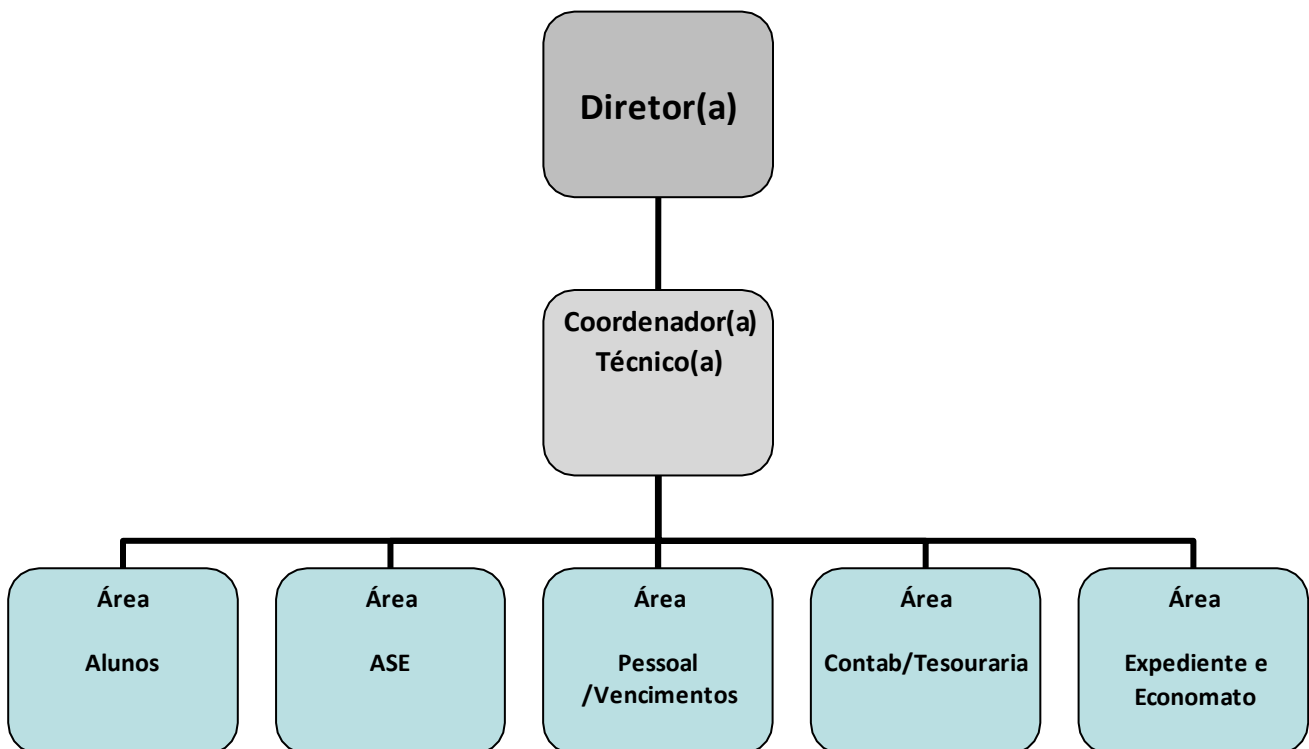 Diretor(a)
Coordenador(a)
Técnico(a)
Área
Alunos
Área
ASE
Área
Pessoal
/Vencimentos
Área
Contab/Tesouraria
Área
Expediente e
Economato